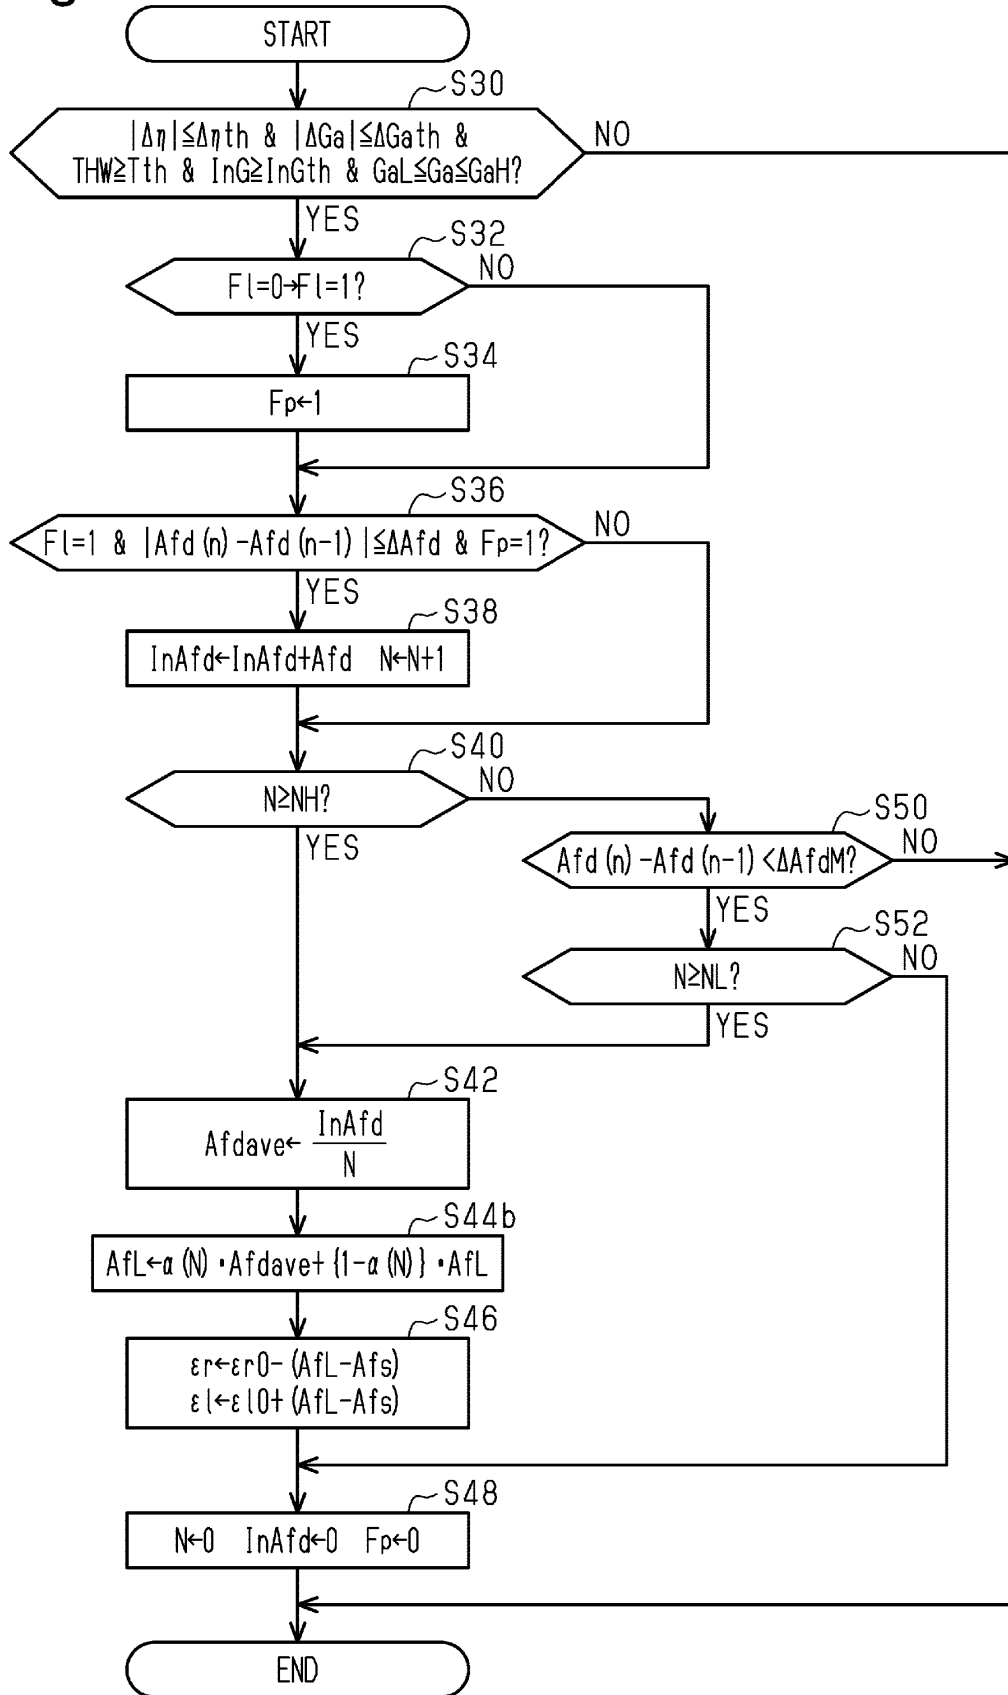 START
S30
|Δη|≦Δηth & |ΔGa|≦ΔGath &
THW≧Tth & InG≧InGth & GaL≦Ga≦GaH?
NO
YES
S32
Fl=0→Fl=1?
NO
YES
S34
Fp←1
S36
Fl=1 & |Afd(n)-Afd(n-1)|≦ΔAfd & Fp=1?
NO
YES
S38
InAfd←InAfd+Afd N←N+1
S40
N≧NH?
NO
YES
S50
Afd(n)-Afd(n-1)<ΔAfdM?
NO
YES
S52
N≧NL?
NO
YES
S42
Afdave← InAfd
N
S44b
AfL←α(N)・Afdave+{1-α(N)}・AfL
S46
εr←εr0-(AfL-Afs)
εl←εl0+(AfL-Afs)
S48
N←0 InAfd←0 Fp←0
END